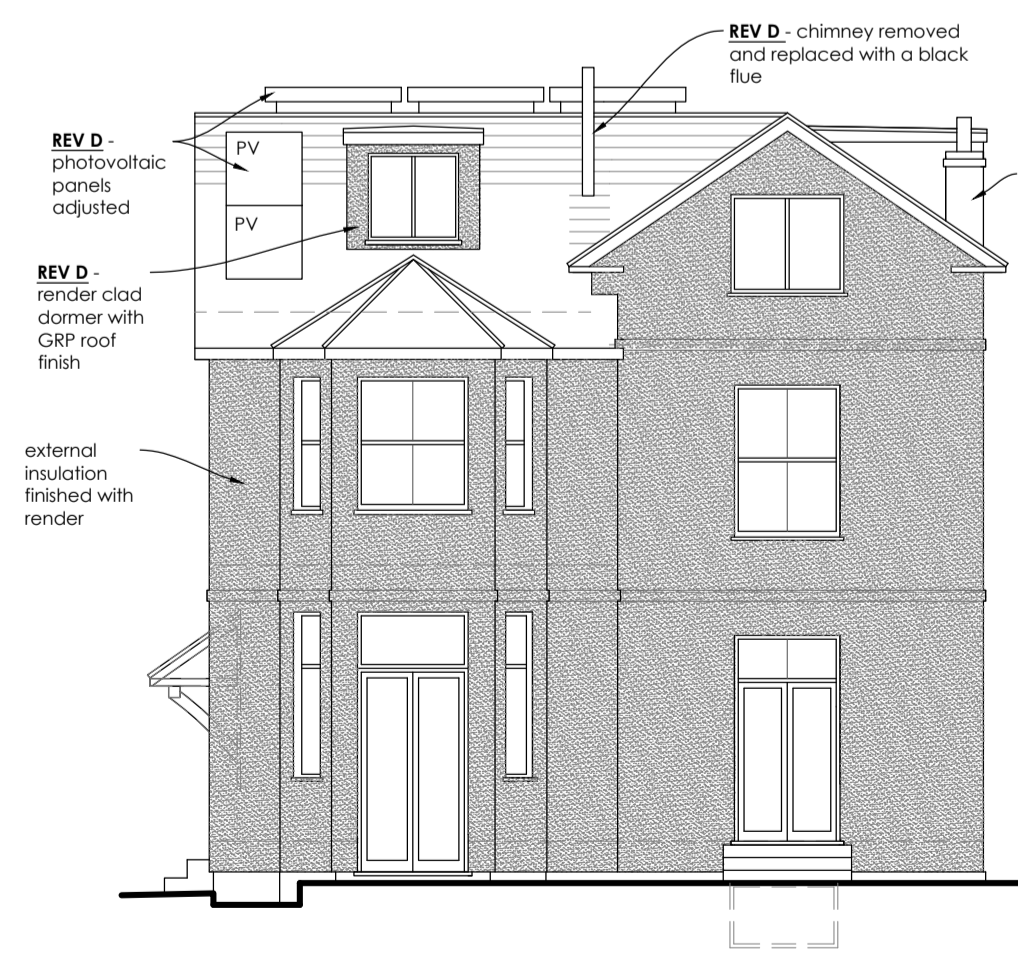 REV D - chimney removed
and replaced with a black
flue
REV D -
photovoltaic
panels
adjusted
PV
PV
REV D -
render clad
dormer with
GRP roof
finish
external
insulation
finished with
render